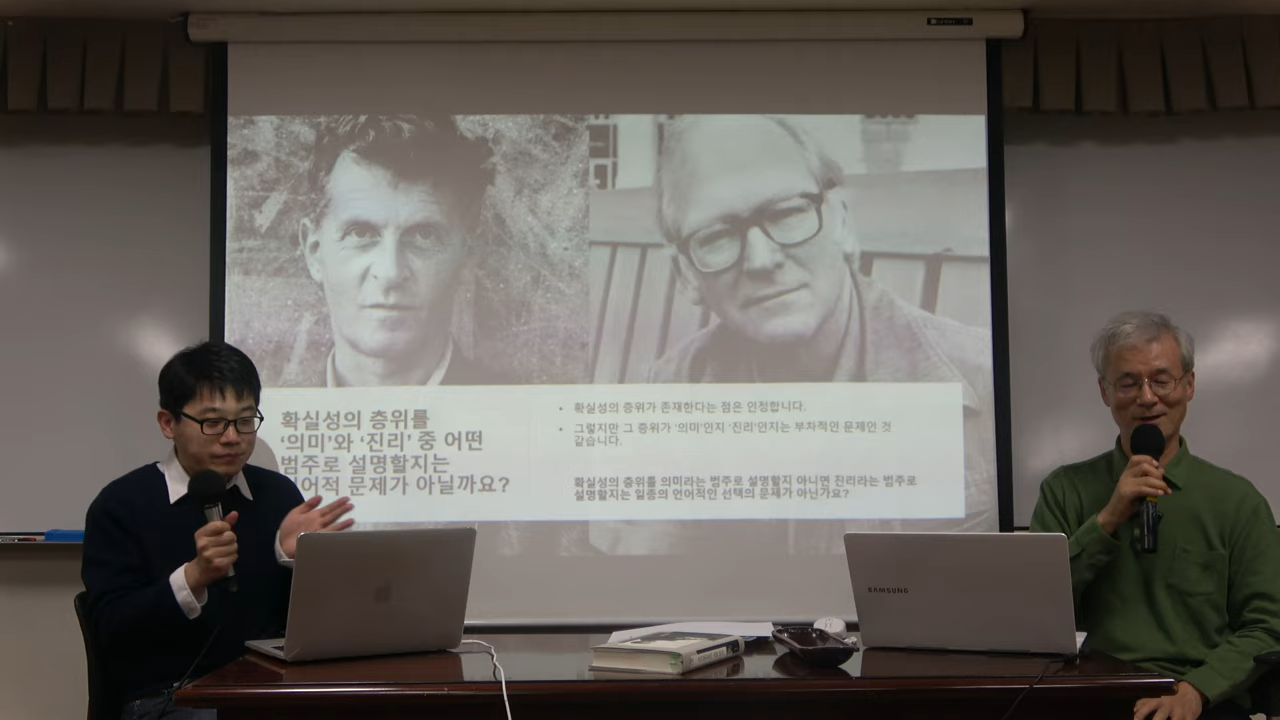 확실성의 층위를
‘의미’와 ‘진리’ 중 어떤
범주로 설명할지는
언어적 문제가 아닐까요?
• 확실성의 층위가 존재한다는 점은 인정합니다.
• 그렇지만 그 층위가 ‘의미’인지 ‘진리’인지는 부차적인 문제인 것
같습니다.
확실성의 층위를 의미라는 범주로 설명할지 아니면 진리라는 범주로
설명할지는 일종의 언어적인 선택의 문제가 아닌가요?
SAMSUNG